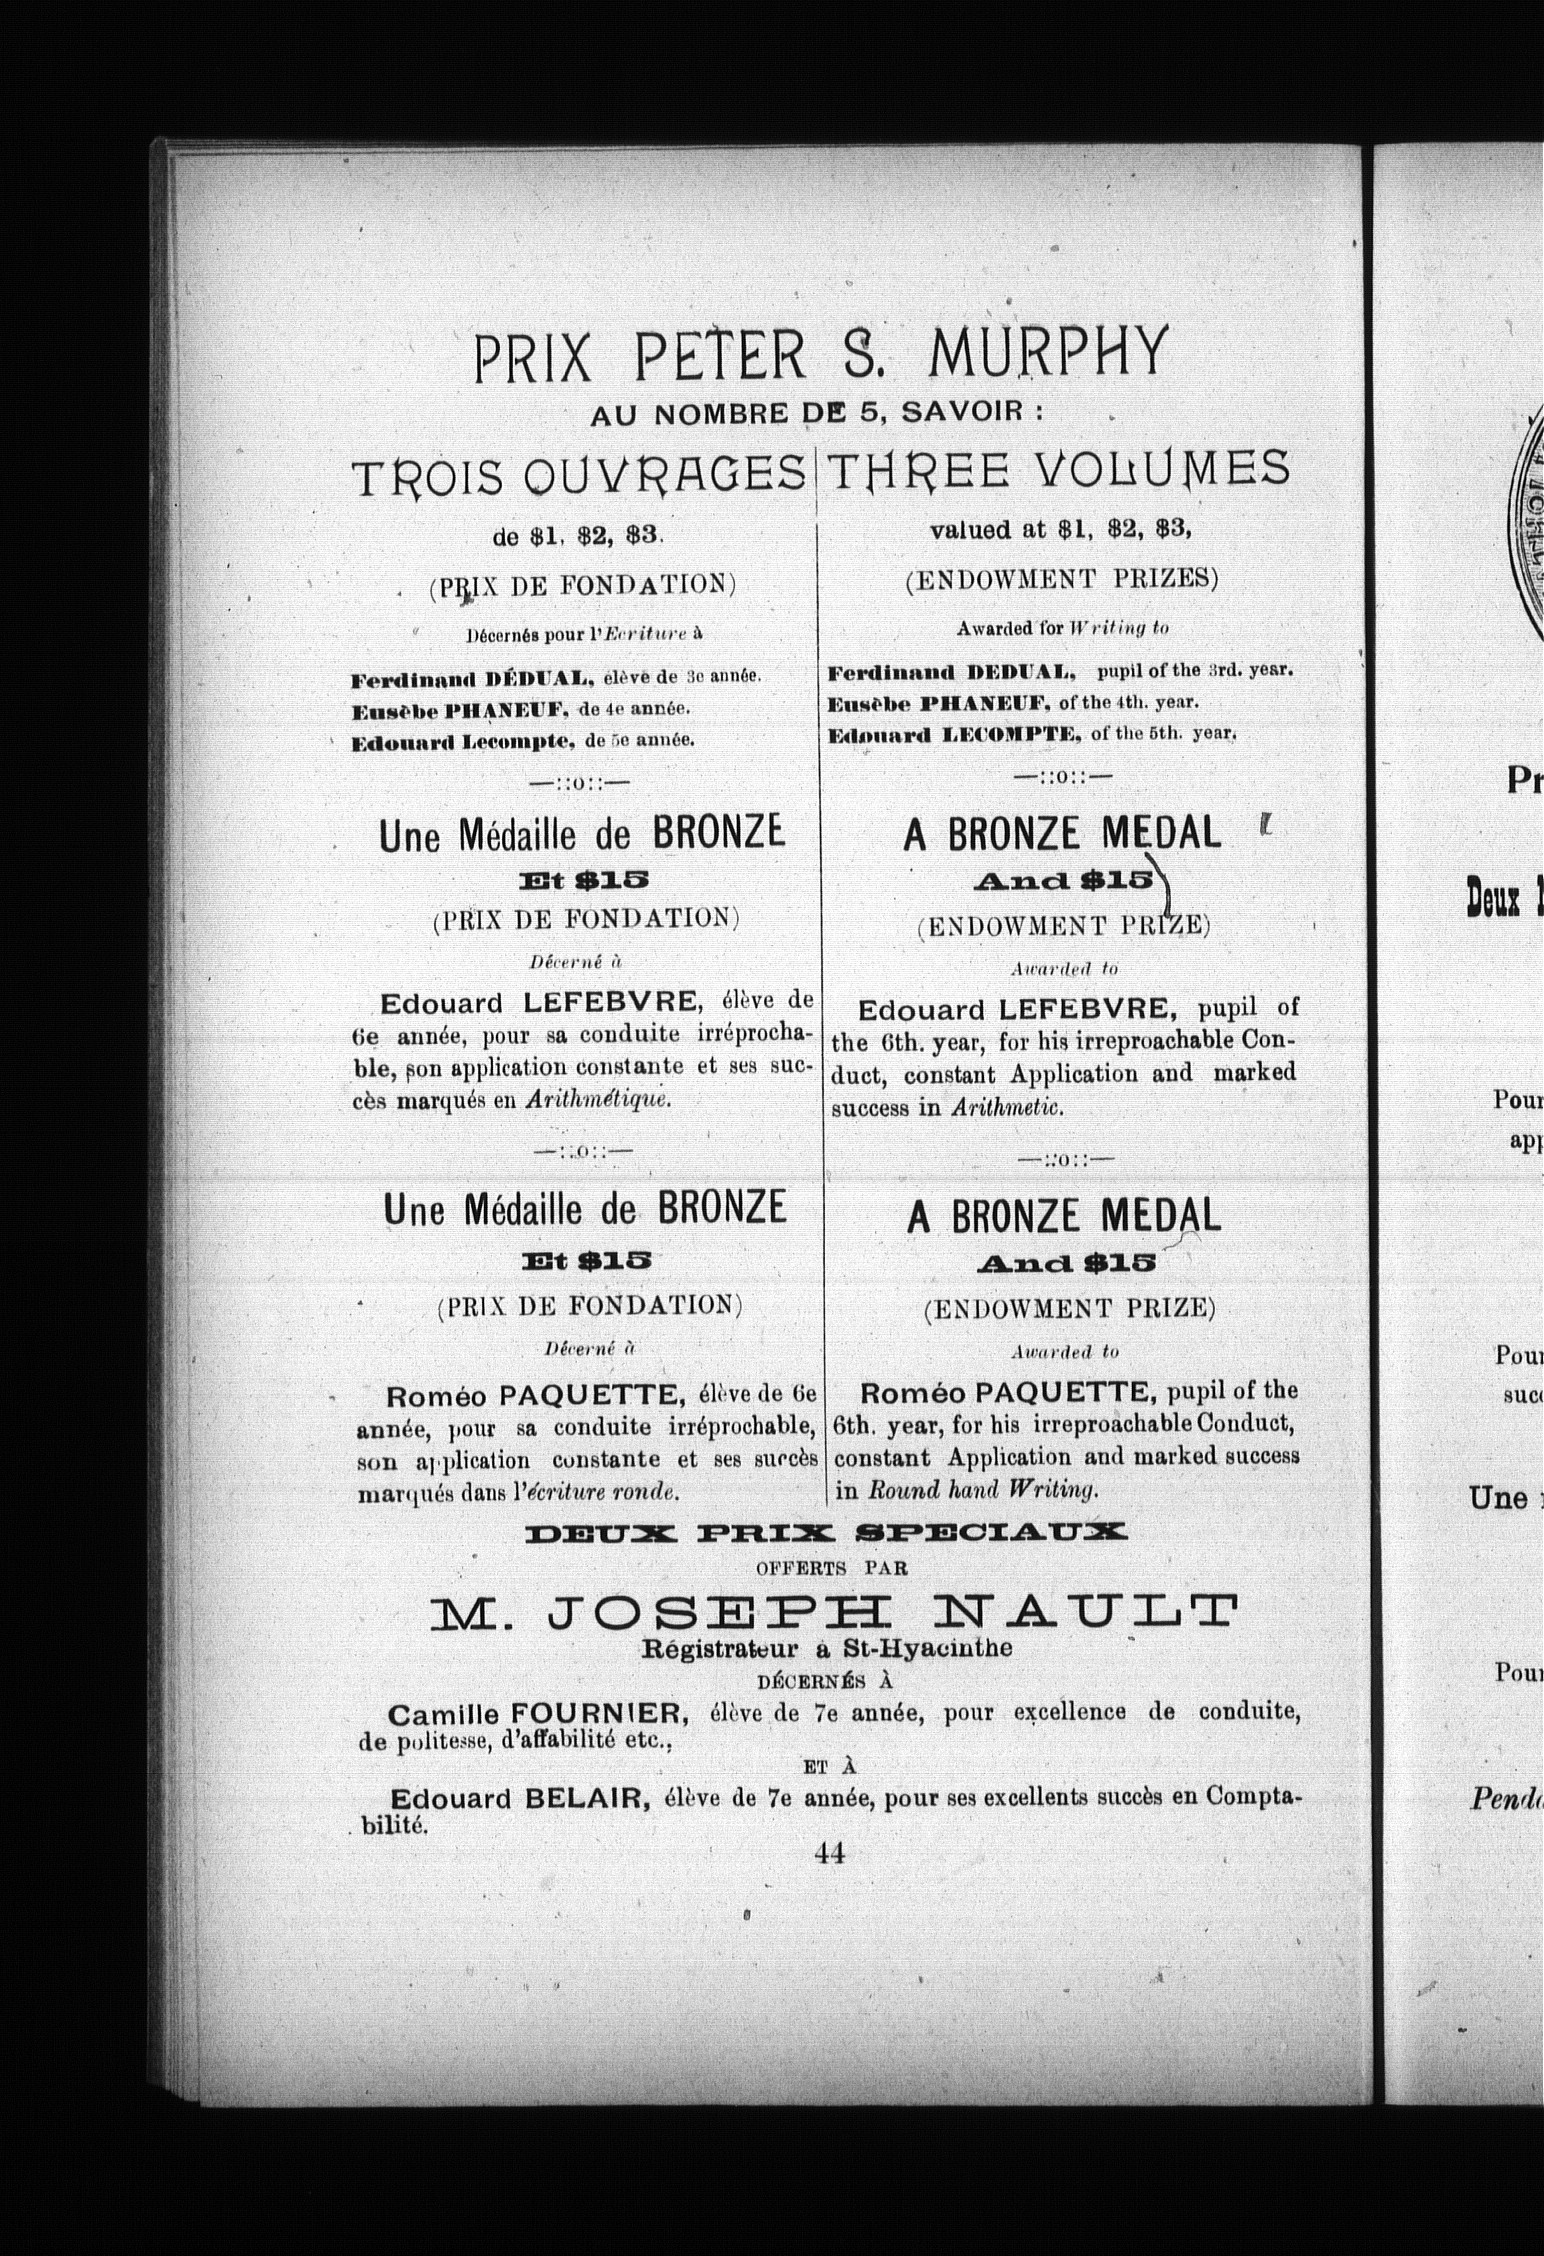 PRIX PETER S. MURPHY
AU NOMBRE DE 5, SAVOIR :
TROIS OUVRAGES
de $1, $2, $3.
(PRIX DE FONDATION)
Décernés pour l'Ecriture à
Ferdinand DÉDUAL, élève de 3e année.
Eusèbe PHANEUF, de 4e année.
Edouard Lecompte, de 5e année.
—::o::—
Une Médaille de BRONZE
Et $15
(PRIX DE FONDATION)
Décerné à
Edouard LEFEBVRE, élève de
6e année, pour sa conduite irréprocha-
ble, son application constante et ses suc-
cès marqués en Arithmétique.
—::o::—
Une Médaille de BRONZE
Et $15
(PRIX DE FONDATION)
Décerné à
Roméo PAQUETTE, élève de 6e
année, pour sa conduite irréprochable,
son application constante et ses succès
marqués dans l'écriture ronde.
THREE VOLUMES
valued at $1, $2, $3,
(ENDOWMENT PRIZES)
Awarded for Writing to
Ferdinand DEDUAL, pupil of the 3rd. year.
Eusèbe PHANEUF, of the 4th. year.
Edouard LECOMPTE, of the 5th. year.
—::o::—
A BRONZE MEDAL
And $15
(ENDOWMENT PRIZE)
Awarded to
Edouard LEFEBVRE, pupil of
the 6th. year, for his irreproachable Con-
duct, constant Application and marked
success in Arithmetic.
—::o::—
A BRONZE MEDAL
And $15
(ENDOWMENT PRIZE)
Awarded to
Roméo PAQUETTE, pupil of the
6th. year, for his irreproachable Conduct,
constant Application and marked success
in Round hand Writing.
DEUX PRIX SPECIAUX
OFFERTS PAR
M. JOSEPH NAULT
Régistrateur à St-Hyacinthe
DÉCERNÉS À
Camille FOURNIER, élève de 7e année, pour excellence de conduite,
de politesse, d'affabilité etc.,
ET À
Edouard BELAIR, élève de 7e année, pour ses excellents succès en Compta-
bilité.
44
Deux
Pour
Pour
Une
Pour